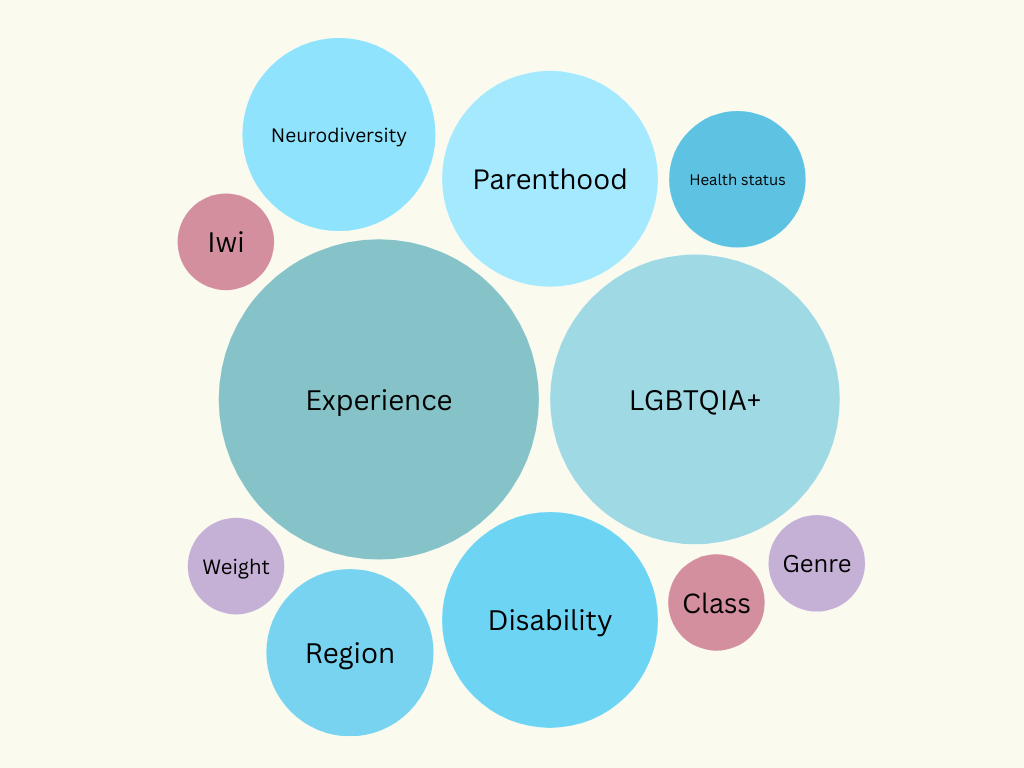 Neurodiversity
Parenthood
Health status
Iwi
Experience
LGBTQIA+
Weight
Genre
Class
Disability
Region